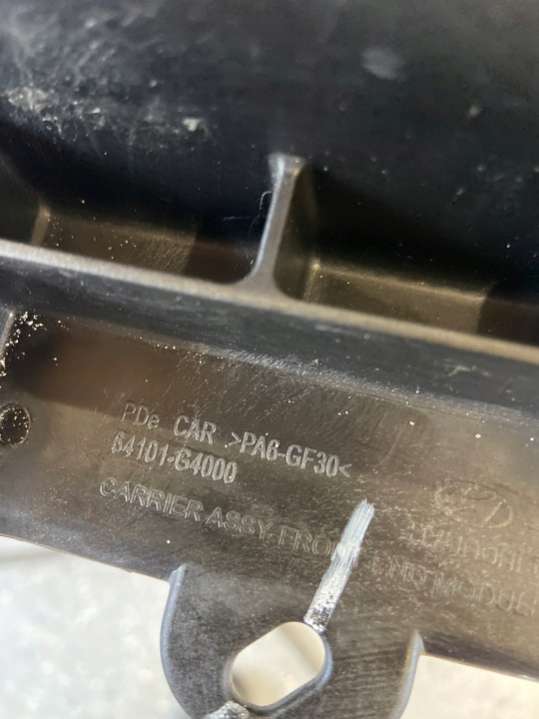 PDe CAR >PA6-GF30<
64101-G4000
CARRIER ASSY-FRONT END MODULE